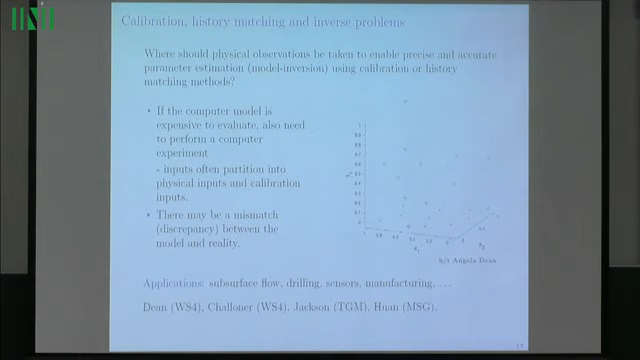 Calibration, history matching and inverse problems
Where should physical observations be taken to enable precise and accurate
parameter estimation (model-inversion) using calibration or history
matching methods?
• If the computer model is
expensive to evaluate, also need
to perform a computer
experiment
- inputs often partition into
physical inputs and calibration
inputs.
• There may be a mismatch
(discrepancy) between the
model and reality.
b/t Angela Dean
Applications: subsurface flow, drilling, sensors, manufacturing, ...
Dean (WS4), Challoner (WS4), Jackson (TGM), Huan (MSG).
17